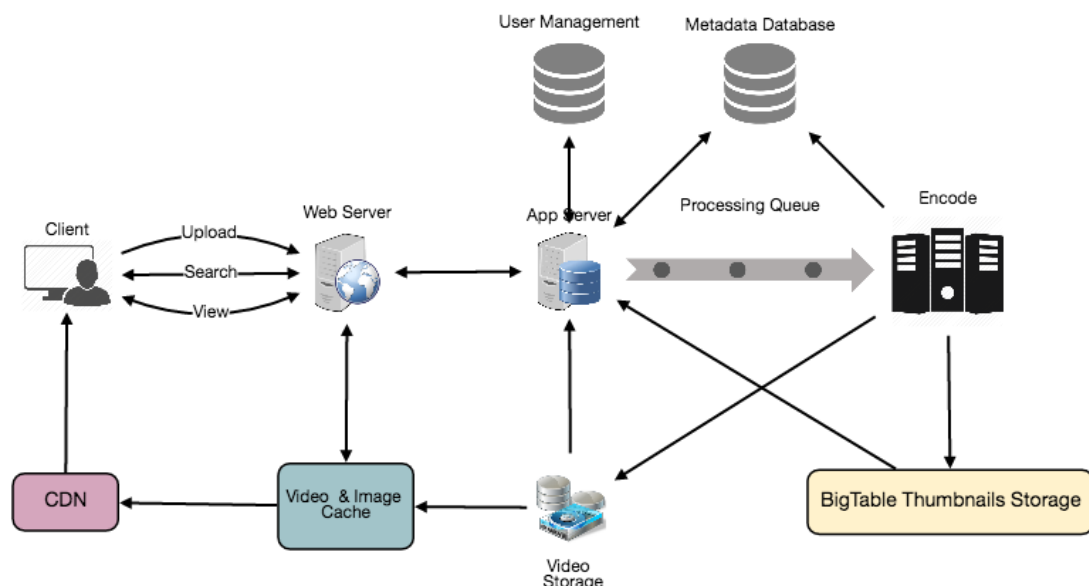 User Management
Metadata Database
Client
Upload
Search
View
Web Server
App Server
Processing Queue
Encode
CDN
Video & Image
Cache
Video
Storage
BigTable Thumbnails Storage